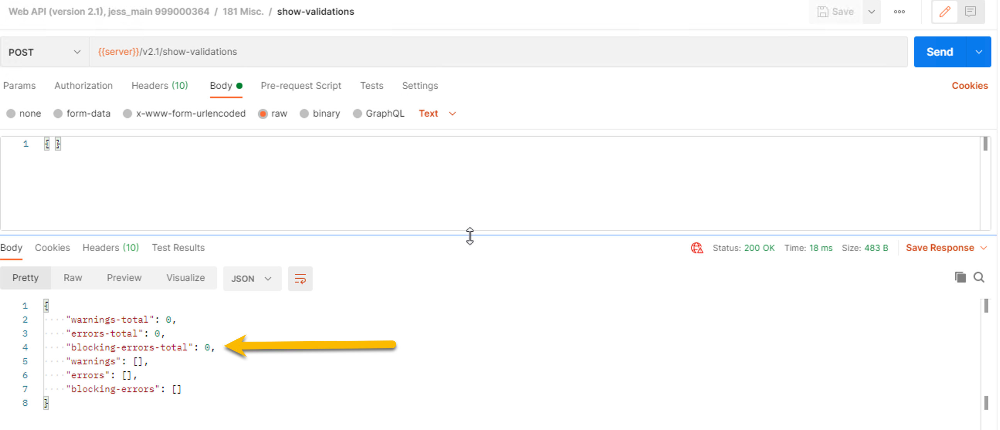 Web API (version 2.1), jess_main 999000364 / 181 Misc. / show-validations Save ooo
POST {{server}}/v2.1/show-validations Send
Params Authorization Headers (10) Body Pre-request Script Tests Settings Cookies
none form-data x-www-form-urlencoded raw binary GraphQL Text
1 { }
Body Cookies Headers (10) Test Results Status: 200 OK Time: 18 ms Size: 483 B Save Response
Pretty Raw Preview Visualize JSON
1 {
2 "warnings-total": 0,
3 "errors-total": 0,
4 "blocking-errors-total": 0,
5 "warnings": [],
6 "errors": [],
7 "blocking-errors": []
8 }